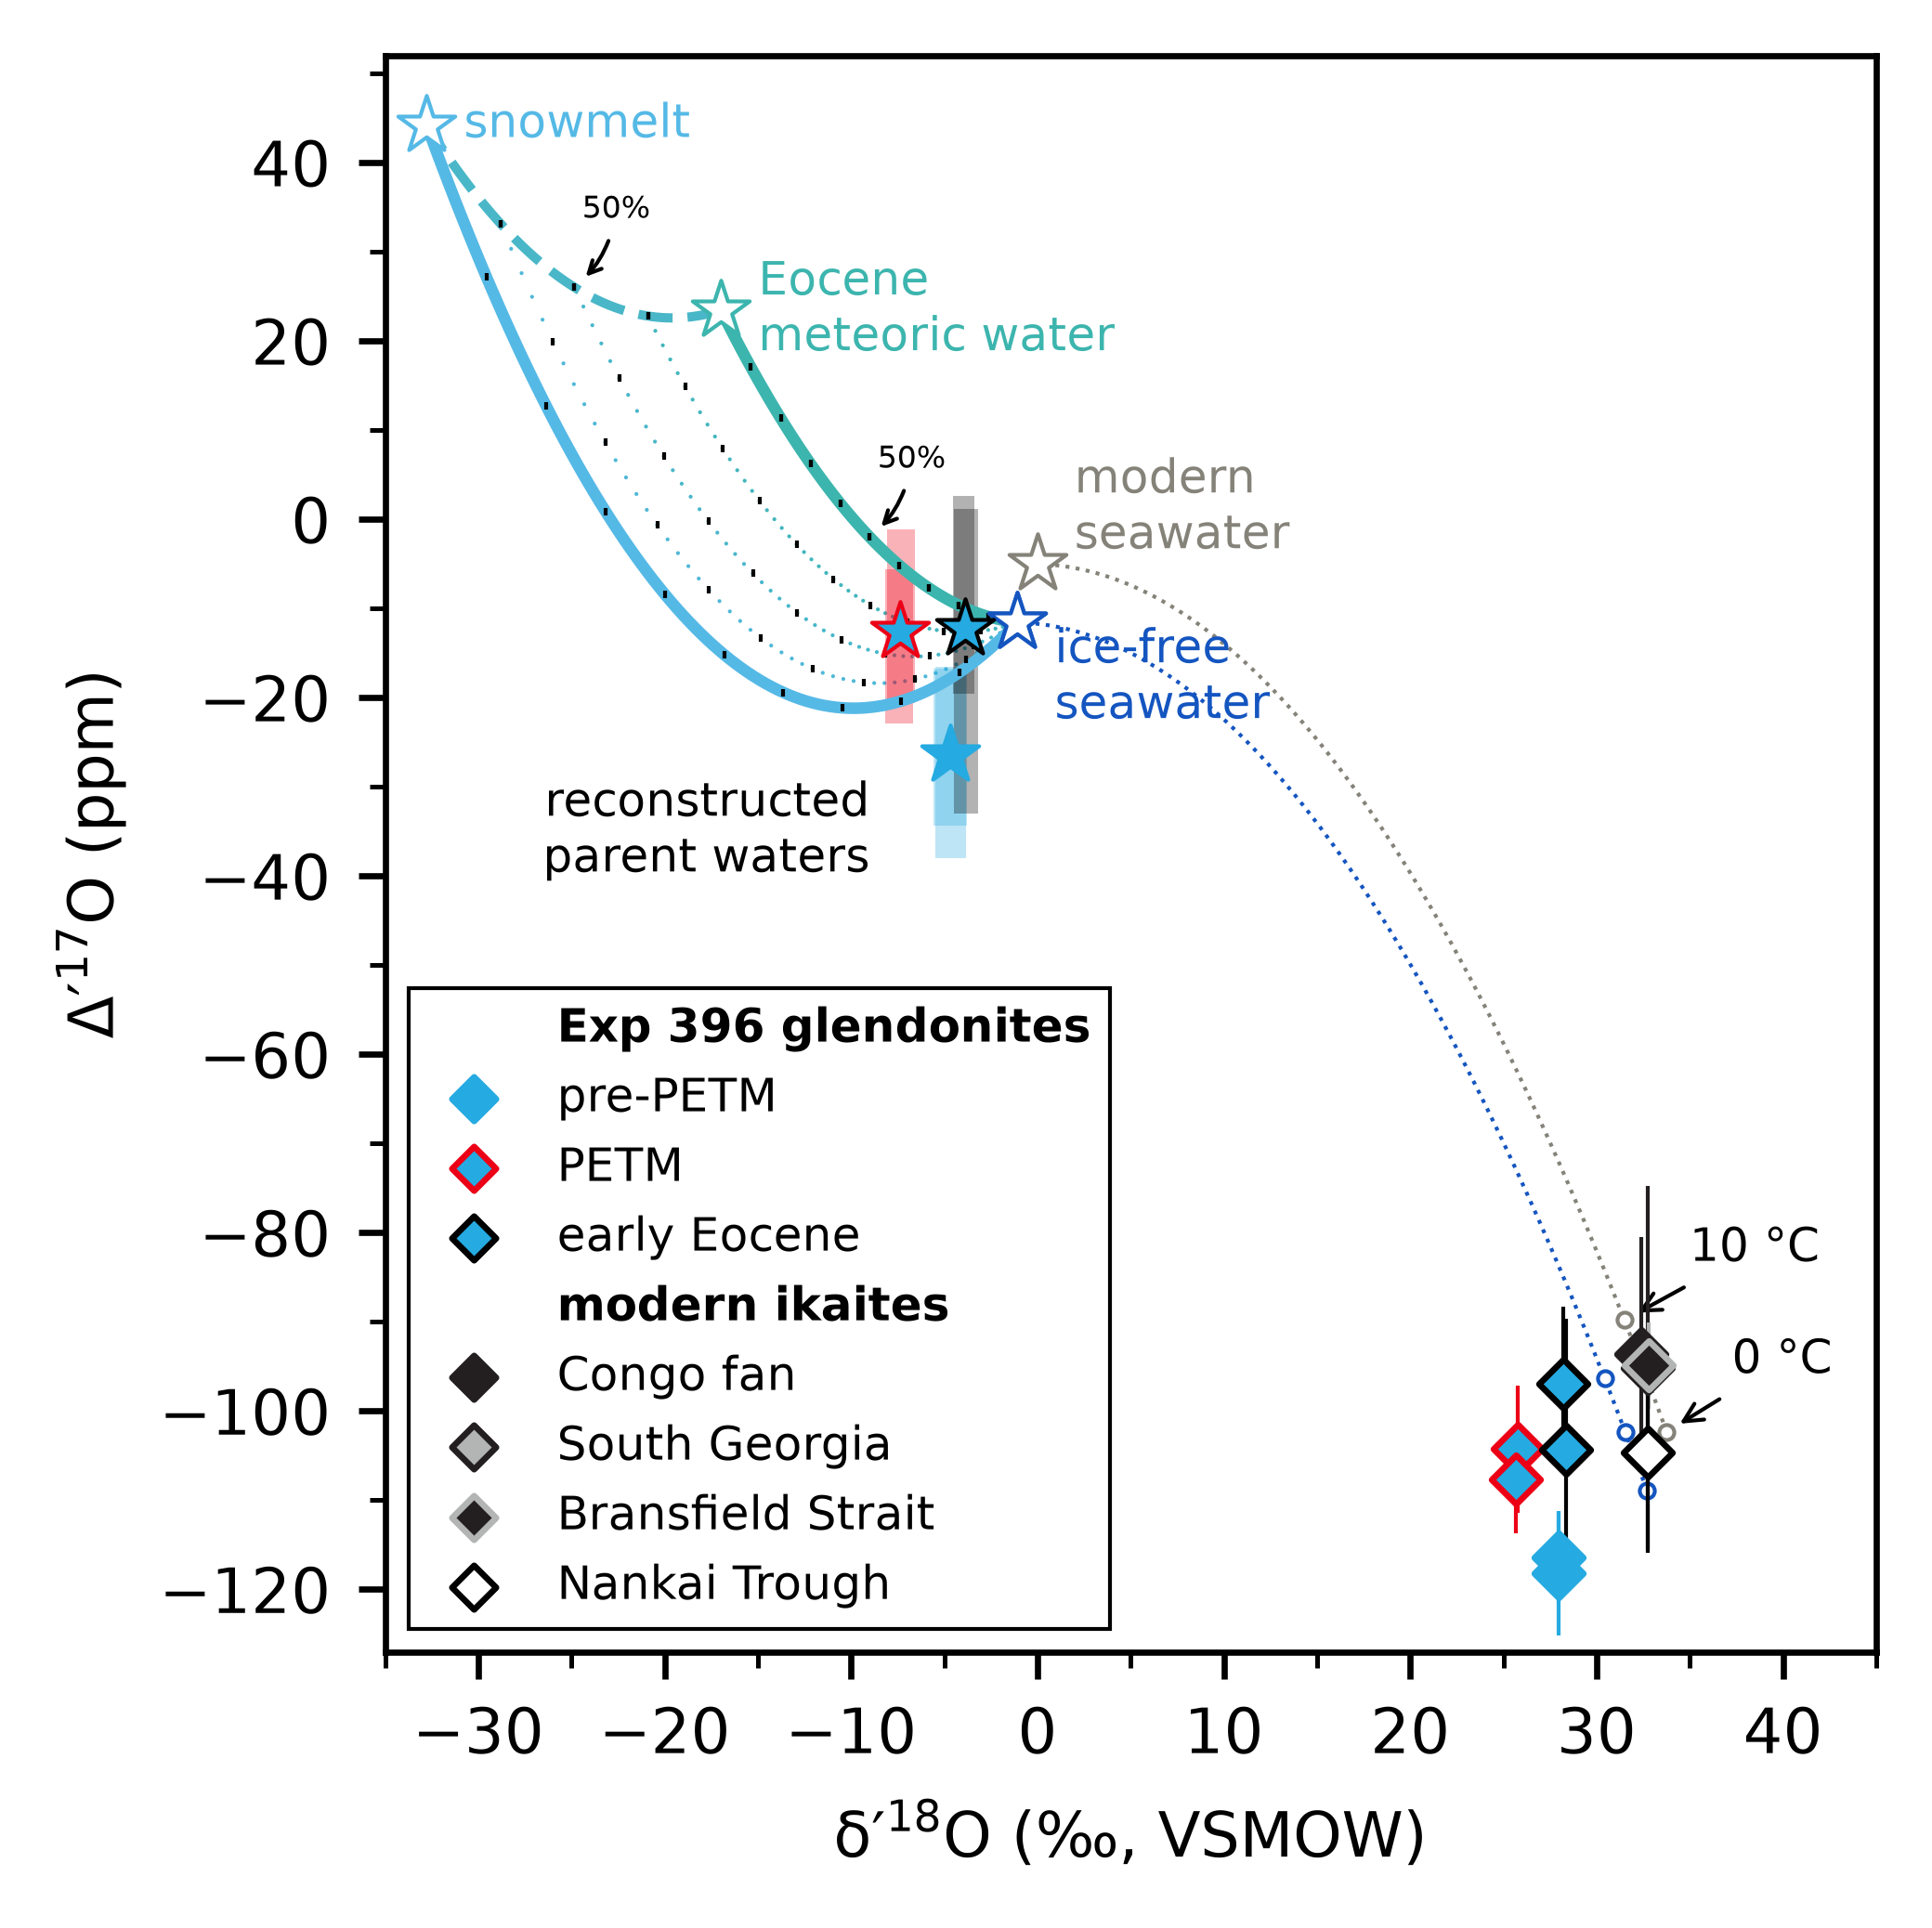 snowmelt
50%
Eocene
meteoric water
50%
modern
seawater
ice-free
seawater
reconstructed
parent waters
10 °C
0 °C
Exp 396 glendonites
pre-PETM
PETM
early Eocene
modern ikaites
Congo fan
South Georgia
Bransfield Strait
Nankai Trough
40
20
0
−20
−40
−60
−80
−100
−120
Δ′¹⁷O (ppm)
−30 −20 −10 0 10 20 30 40
δ′¹⁸O (‰, VSMOW)